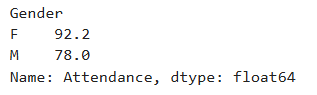 Gender
F    92.2
M    78.0
Name: Attendance, dtype: float64